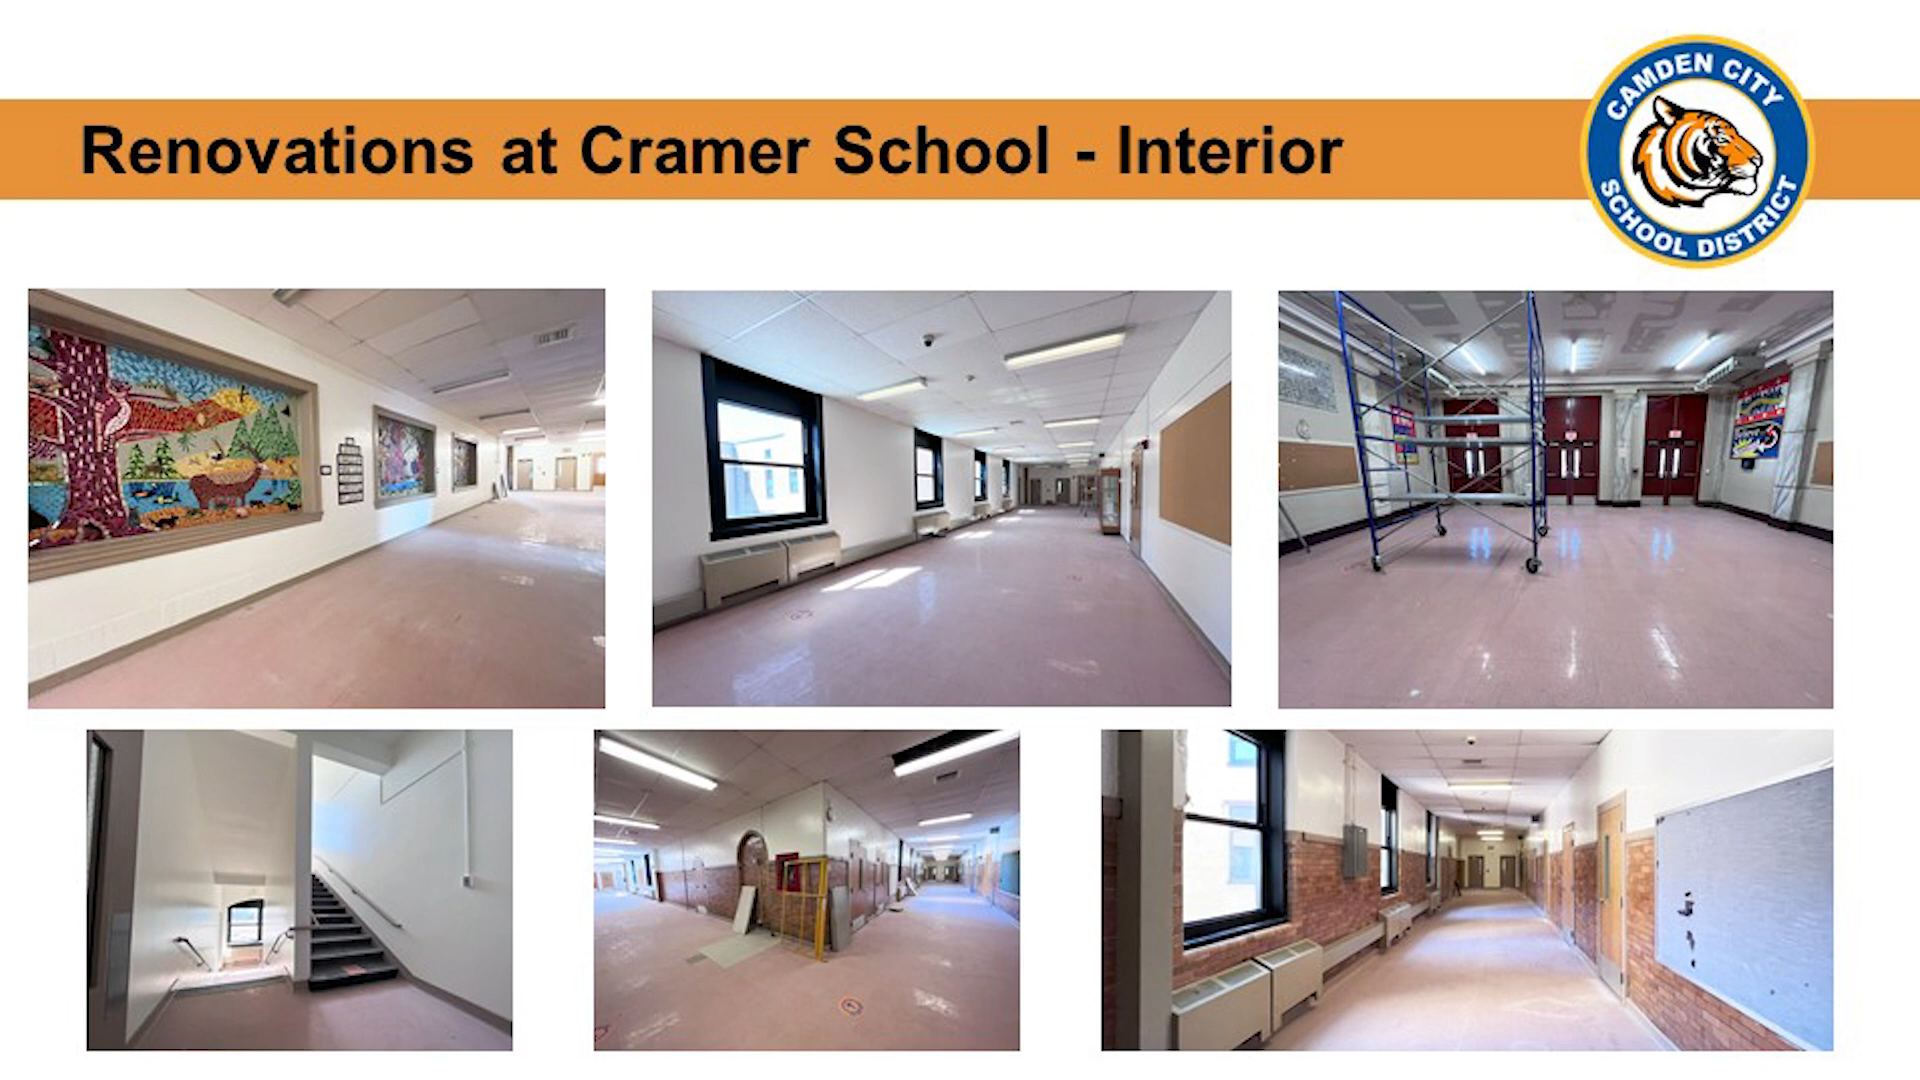 Renovations at Cramer School - Interior
CAMDEN CITY
SCHOOL DISTRICT